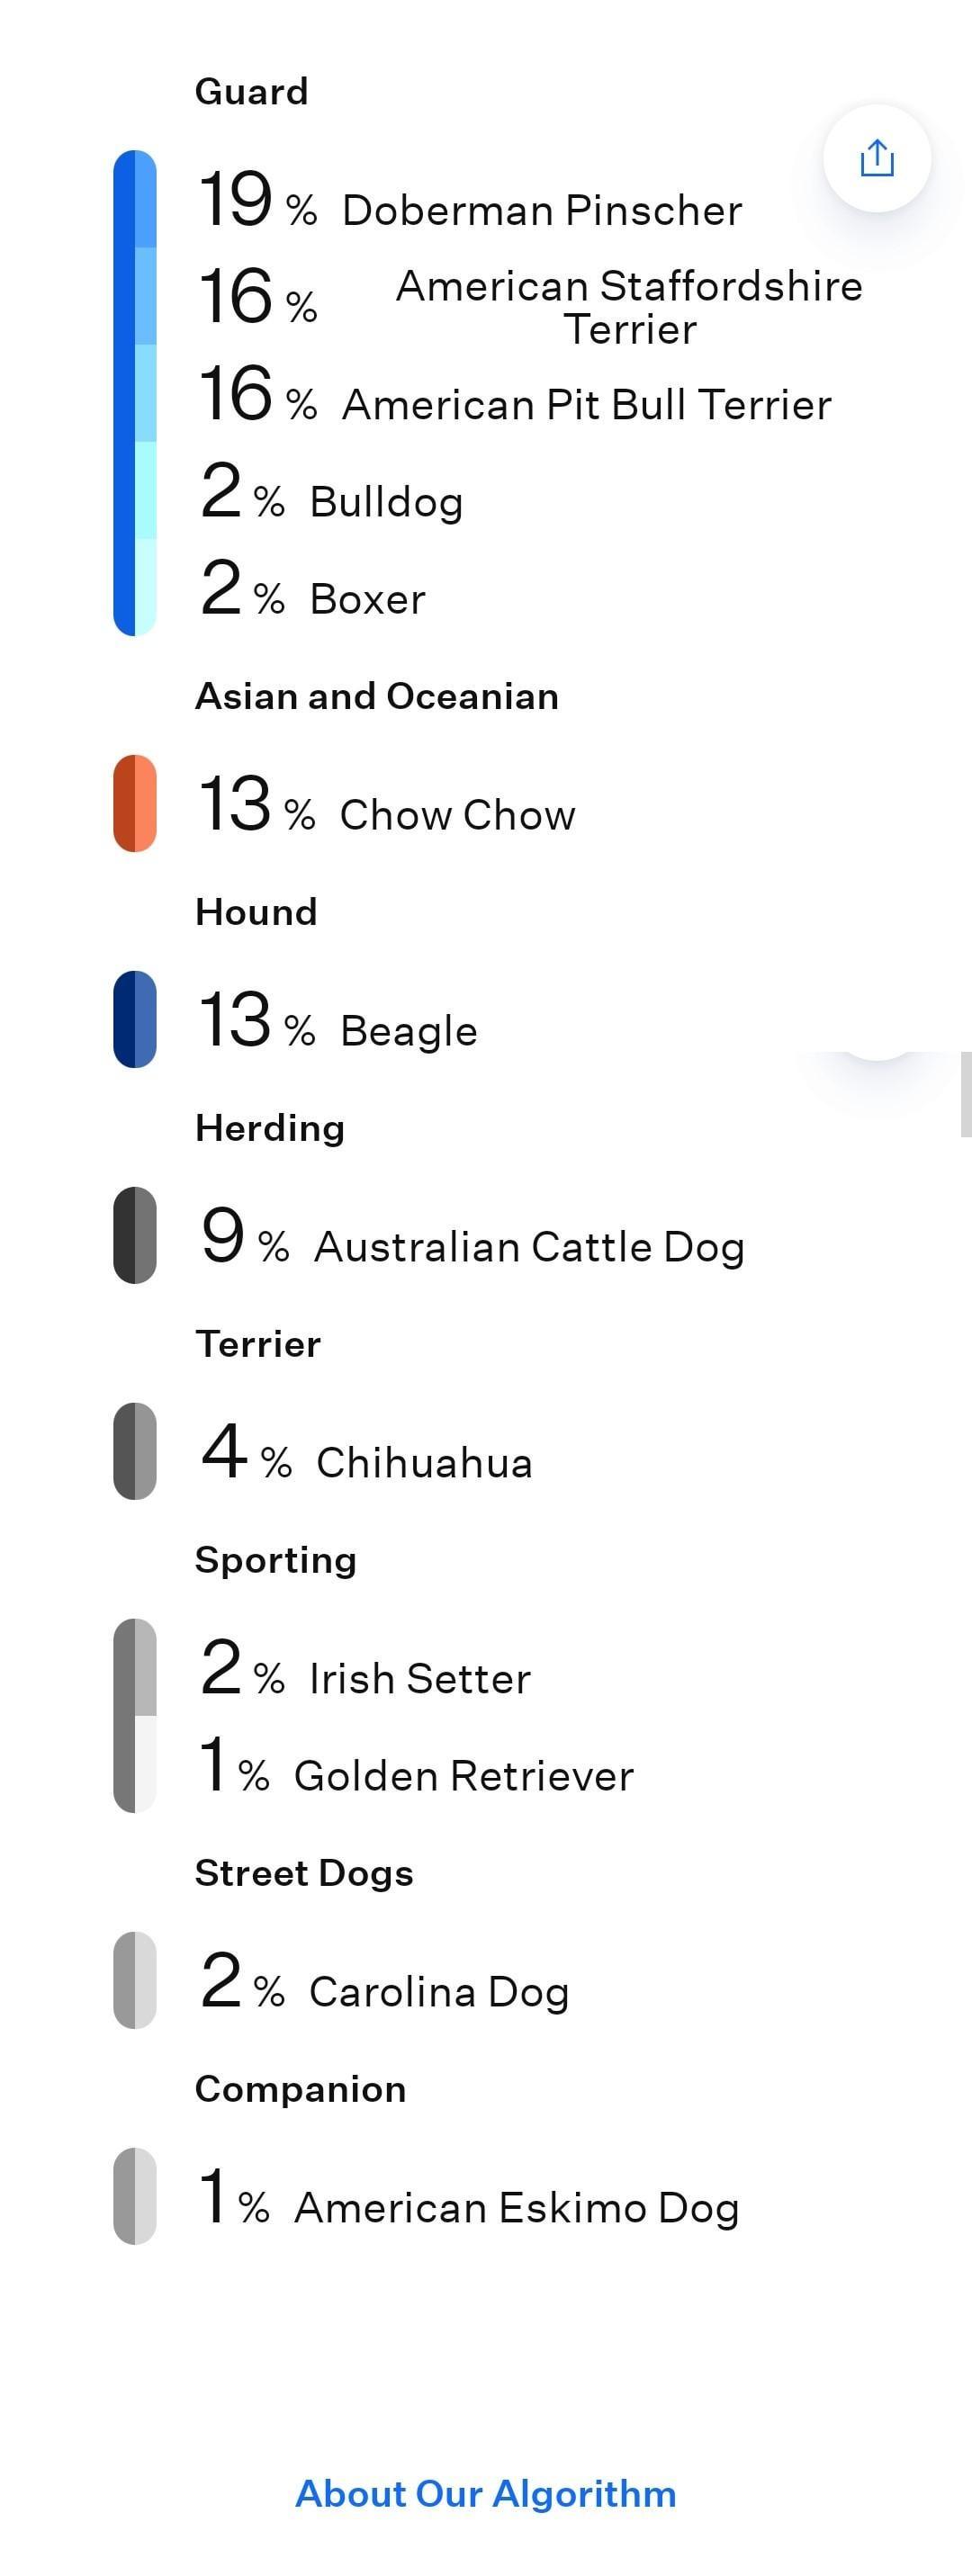 Guard
19 % Doberman Pinscher
16 % American Staffordshire
Terrier
16 % American Pit Bull Terrier
2 % Bulldog
2 % Boxer
Asian and Oceanian
13 % Chow Chow
Hound
13 % Beagle
Herding
9 % Australian Cattle Dog
Terrier
4 % Chihuahua
Sporting
2 % Irish Setter
1 % Golden Retriever
Street Dogs
2 % Carolina Dog
Companion
1 % American Eskimo Dog
About Our Algorithm